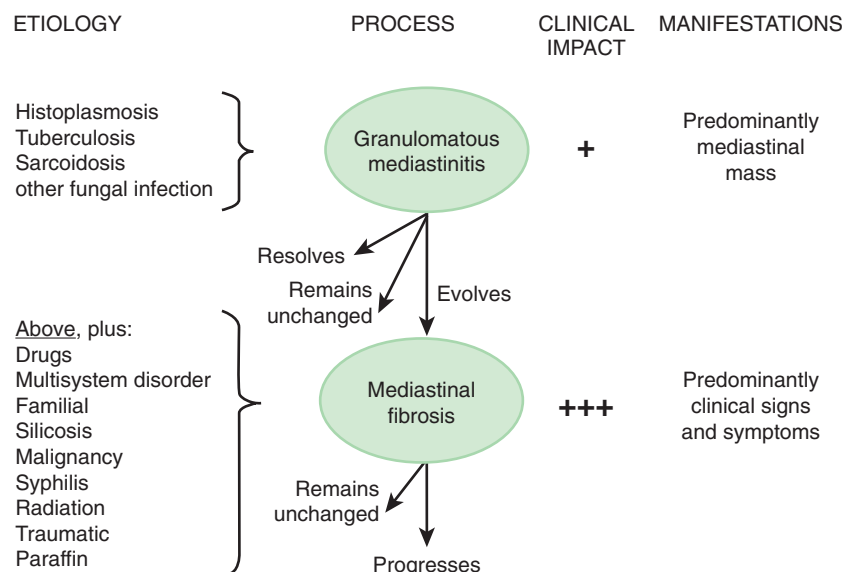 ETIOLOGY
PROCESS
CLINICAL
IMPACT
MANIFESTATIONS
Histoplasmosis
Tuberculosis
Sarcoidosis
other fungal infection
Granulomatous
mediastinitis
+
Predominantly
mediastinal
mass
Resolves
Remains
unchanged
Evolves
Above, plus:
Drugs
Multisystem disorder
Familial
Silicosis
Malignancy
Syphilis
Radiation
Traumatic
Paraffin
Mediastinal
fibrosis
+++
Predominantly
clinical signs
and symptoms
Remains
unchanged
Progresses